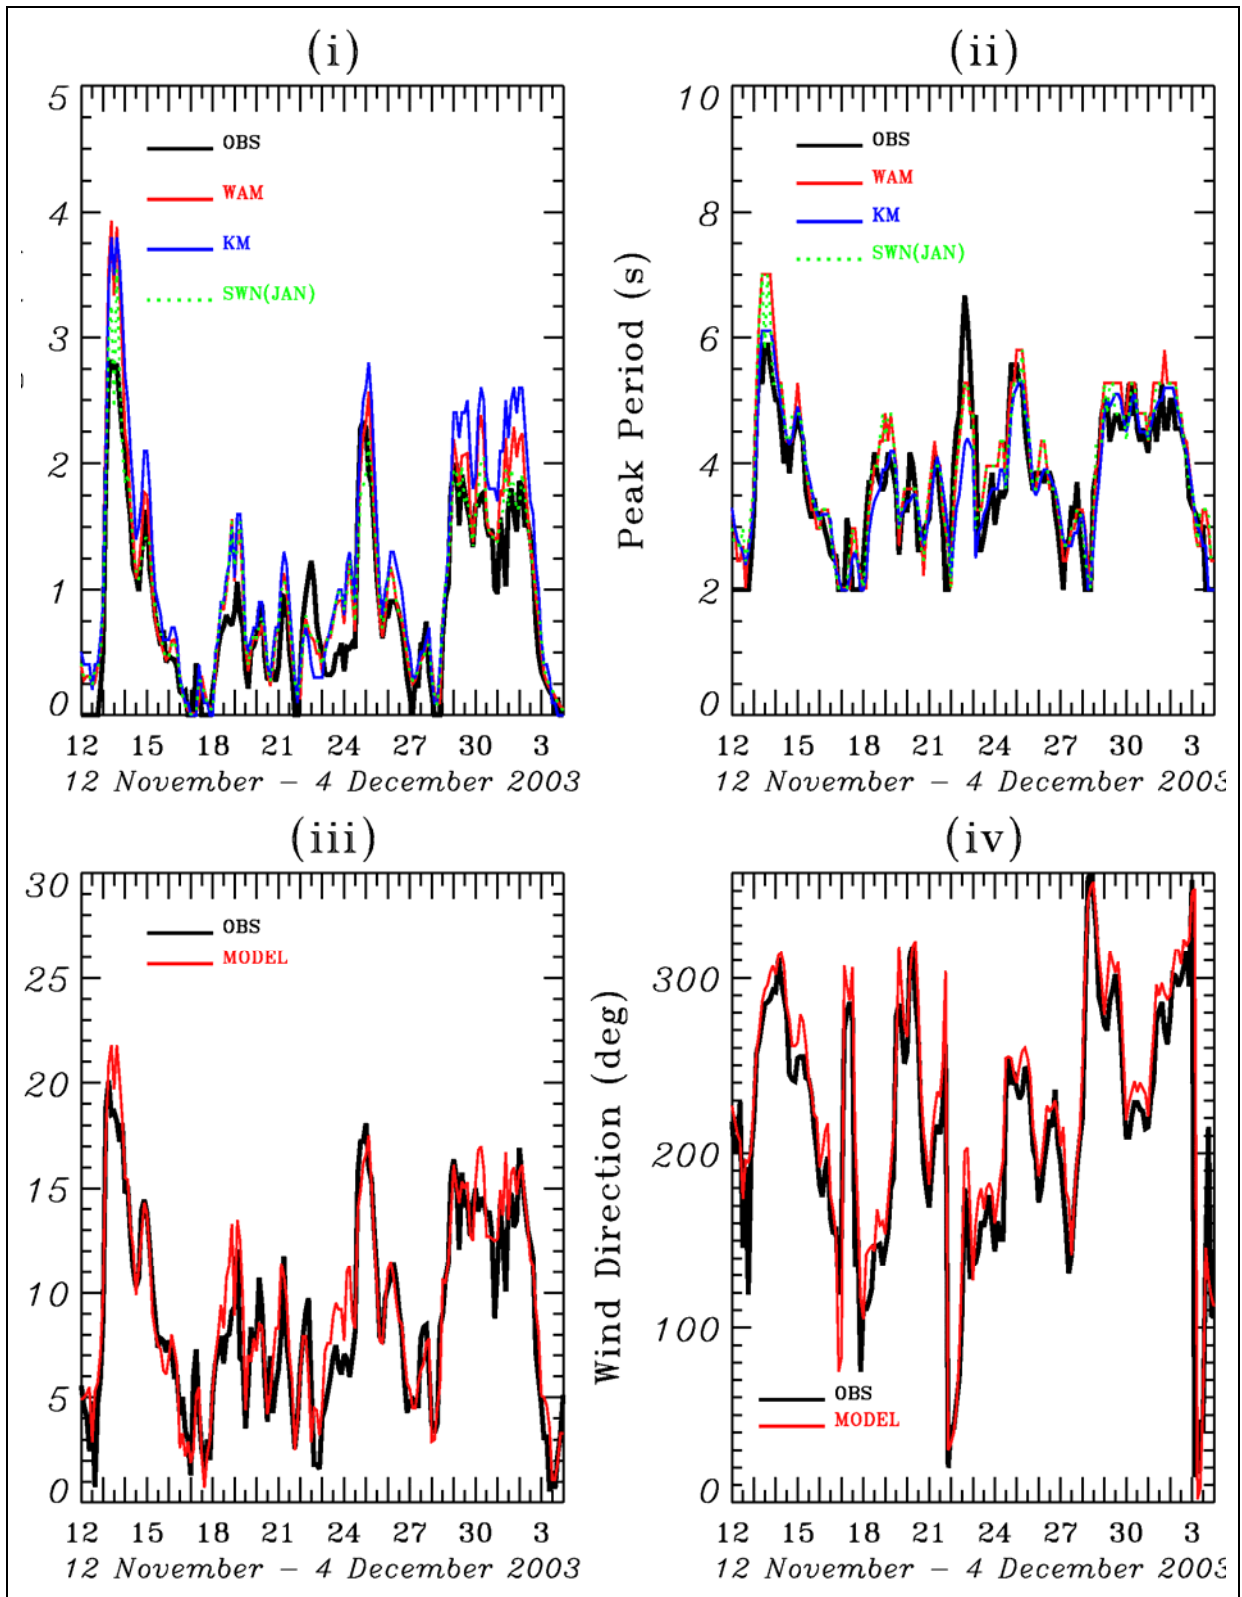 (i)
5
4
3
2
1
0
OBS
WAM
KM
SWN(JAN)
12 15 18 21 24 27 30 3
12 November – 4 December 2003
(ii)
Peak Period (s)
10
8
6
4
2
0
OBS
WAM
KM
SWN(JAN)
12 15 18 21 24 27 30 3
12 November – 4 December 2003
(iii)
30
25
20
15
10
5
0
OBS
MODEL
12 15 18 21 24 27 30 3
12 November – 4 December 2003
(iv)
Wind Direction (deg)
300
200
100
0
OBS
MODEL
12 15 18 21 24 27 30 3
12 November – 4 December 2003